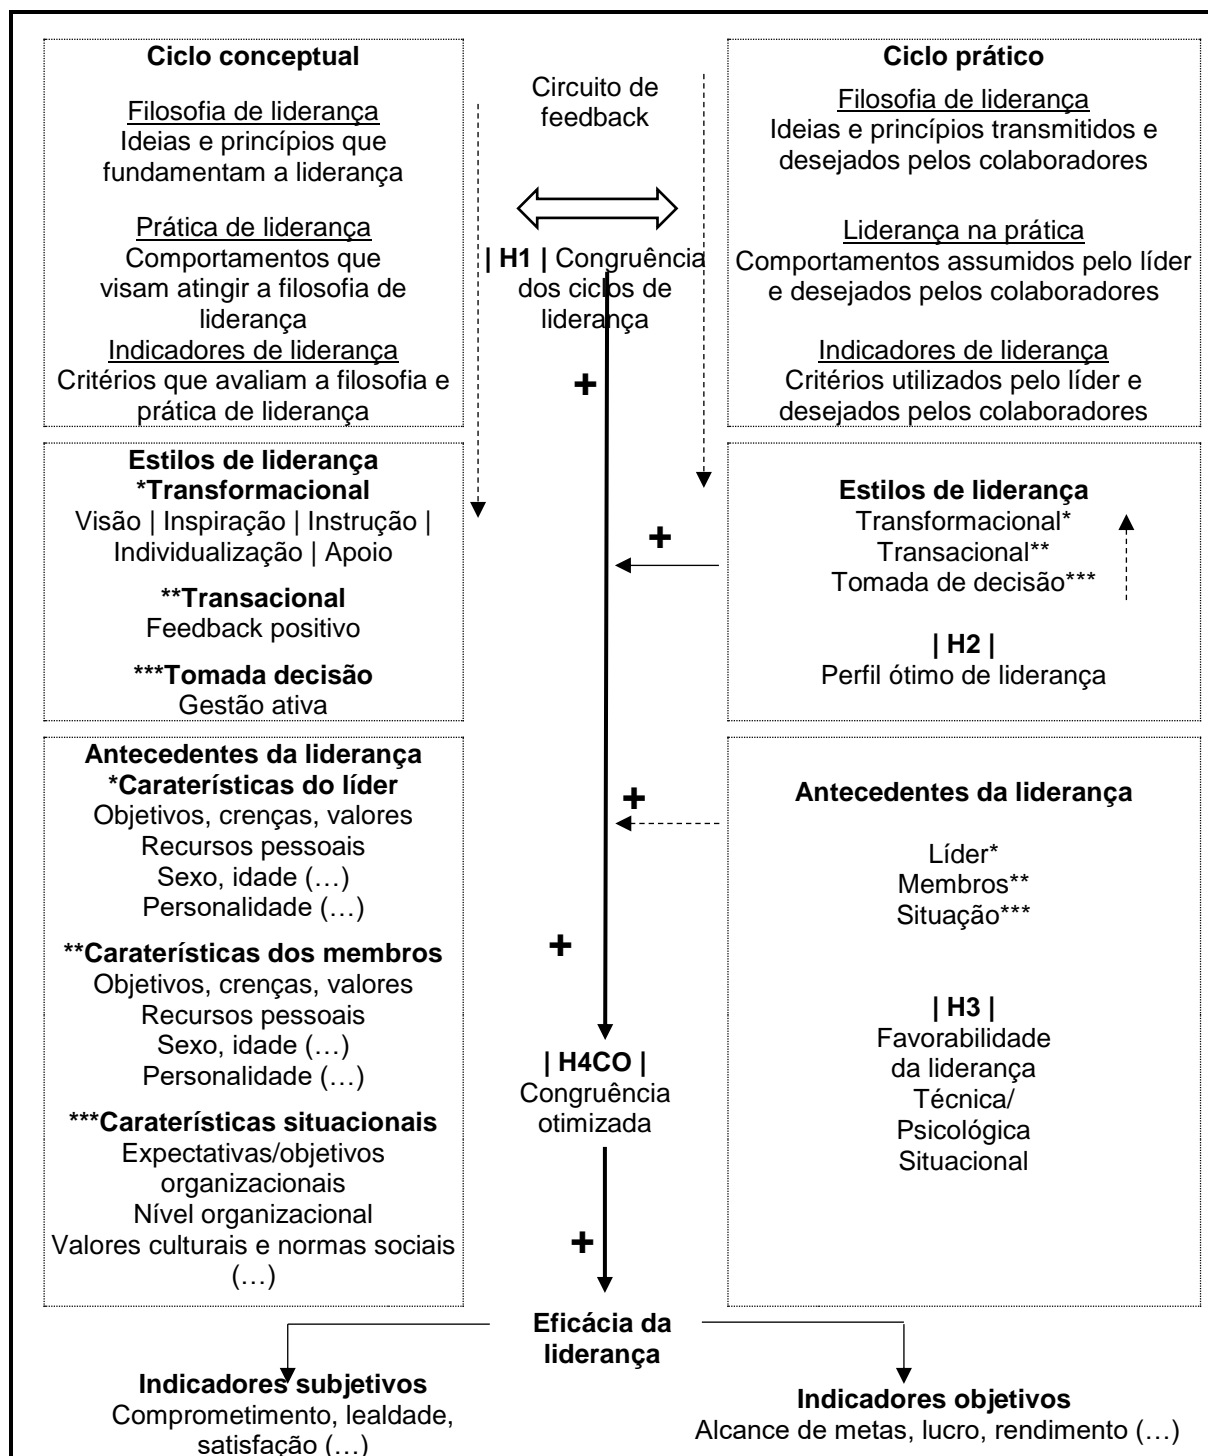 Ciclo conceptual
Filosofia de liderança
Ideias e princípios que
fundamentam a liderança
Prática de liderança
Comportamentos que
visam atingir a filosofia de
liderança
Indicadores de liderança
Critérios que avaliam a filosofia e
prática de liderança
Circuito de
feedback
| H1 | Congruência
dos ciclos de
liderança
Ciclo prático
Filosofia de liderança
Ideias e princípios transmitidos e
desejados pelos colaboradores
Liderança na prática
Comportamentos assumidos pelo líder
e desejados pelos colaboradores
Indicadores de liderança
Critérios utilizados pelo líder e
desejados pelos colaboradores
+
Estilos de liderança
*Transformacional
Visão | Inspiração | Instrução |
Individualização | Apoio
**Transacional
Feedback positivo
***Tomada decisão
Gestão ativa
+
Estilos de liderança
Transformacional*
Transacional**
Tomada de decisão***
| H2 |
Perfil ótimo de liderança
Antecedentes da liderança
*Caraterísticas do líder
Objetivos, crenças, valores
Recursos pessoais
Sexo, idade (…)
Personalidade (…)
**Caraterísticas dos membros
Objetivos, crenças, valores
Recursos pessoais
Sexo, idade (…)
Personalidade (…)
***Caraterísticas situacionais
Expectativas/objetivos
organizacionais
Nível organizacional
Valores culturais e normas sociais
(…)
+
+
| H4CO |
Congruência
otimizada
+
Antecedentes da liderança
Líder*
Membros**
Situação***
| H3 |
Favorabilidade
da liderança
Técnica/
Psicológica
Situacional
Eficácia da
liderança
Indicadores subjetivos
Comprometimento, lealdade,
satisfação (…)
Indicadores objetivos
Alcance de metas, lucro, rendimento (…)